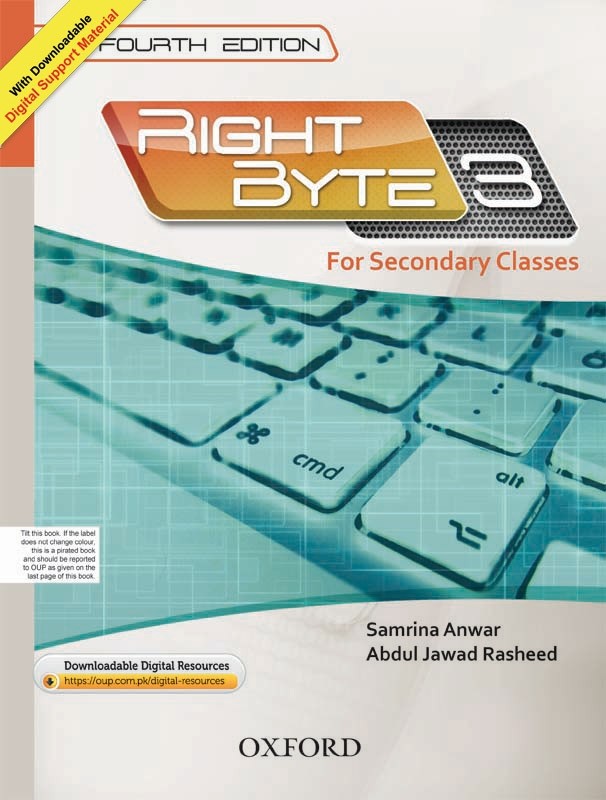 With Downloadable
Digital Support Material
FOURTH EDITION
RIGHT
BYTE 3
For Secondary Classes
⌘
cmd
alt
⌥
Tilt this book. If the label
does not change colour,
this is a pirated book
and should be reported
to OUP as given on the
last page of this book.
Samrina Anwar
Abdul Jawad Rasheed
Downloadable Digital Resources
https://oup.com.pk/digital-resources
OXFORD